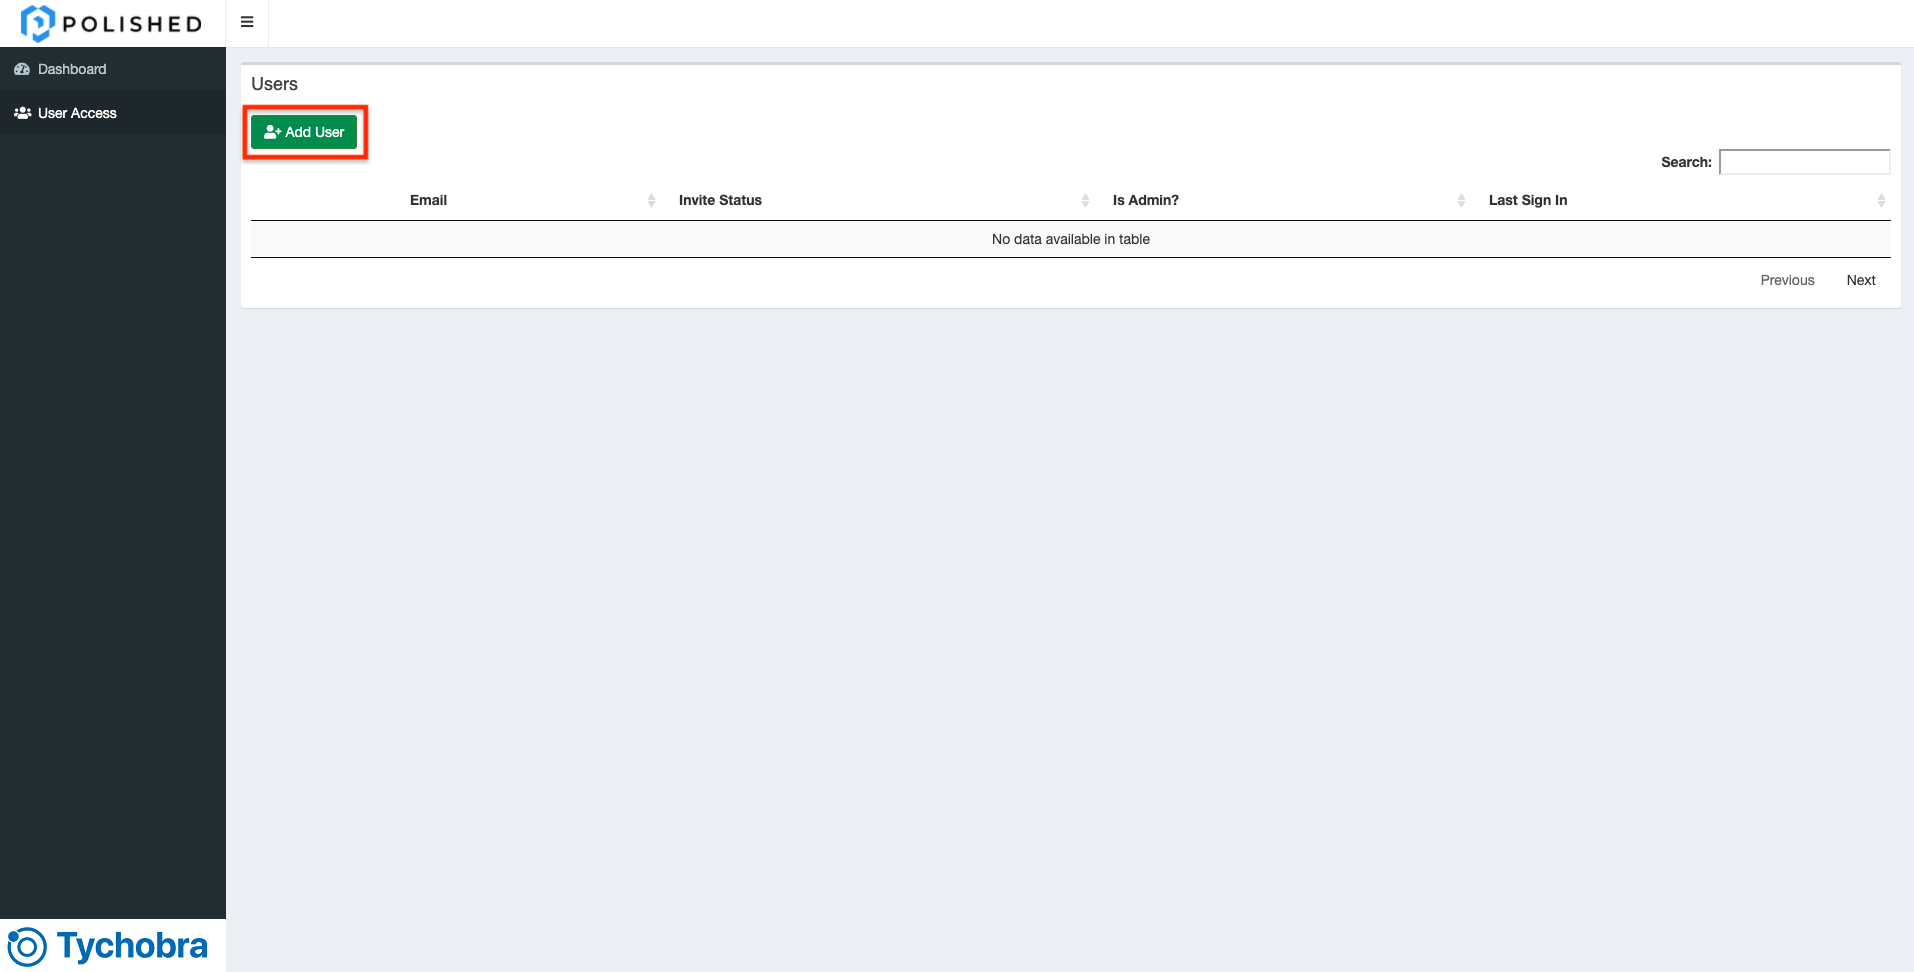 POLISHED
Dashboard
User Access
Users
Add User
Search:
Email Invite Status Is Admin? Last Sign In
No data available in table
Previous Next
Tychobra